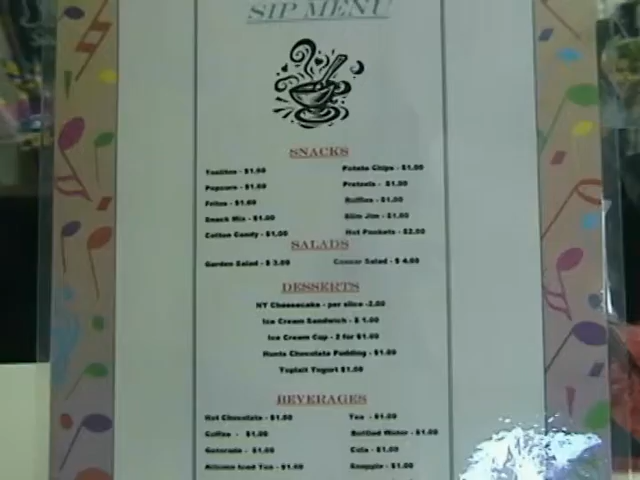 SIP MENU
SNACKS
Tostitos - $1.00 Potato Chips - $1.00
Popcorn - $1.00 Pretzels - $1.00
Fritos - $1.00 Ruffles - $1.00
Snack Mix - $1.00 Slim Jim - $1.00
Cotton Candy - $1.00 Hot Pockets - $2.00
SALADS
Garden Salad - $ 3.00 Ceasar Salad - $ 4.00
DESSERTS
NY Cheesecake - per slice -2.00
Ice Cream Sandwich - $ 1.00
Ice Cream Cup - 2 for $1.00
Hunts Chocolate Pudding - $1.00
Yoplait Yogurt $1.00
BEVERAGES
Hot Chocolate - $1.00 Tea - $1.00
Coffee - $1.00 Bottled Water - $1.00
Gatorade - $1.00 Cola - $1.00
Arizona Iced Tea - $1.00 Snapple - $1.00